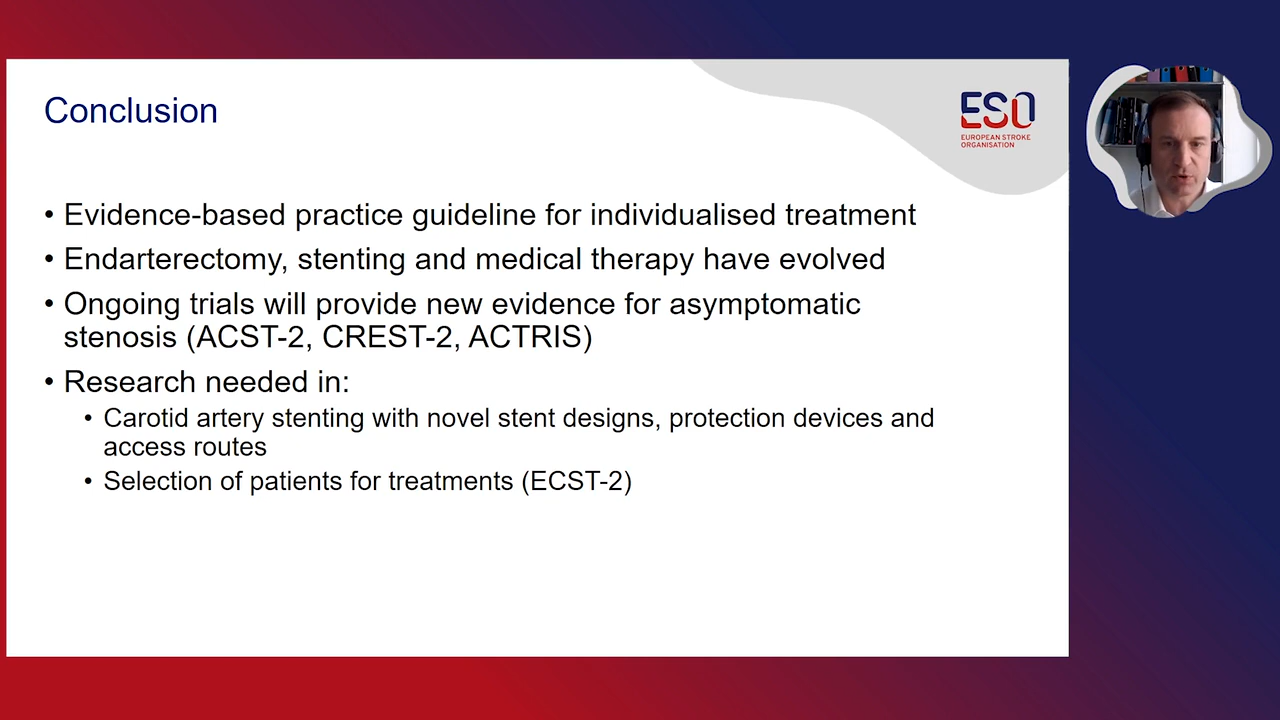 Conclusion
ESO
EUROPEAN STROKE
ORGANISATION
• Evidence-based practice guideline for individualised treatment
• Endarterectomy, stenting and medical therapy have evolved
• Ongoing trials will provide new evidence for asymptomatic
stenosis (ACST-2, CREST-2, ACTRIS)
• Research needed in:
• Carotid artery stenting with novel stent designs, protection devices and
access routes
• Selection of patients for treatments (ECST-2)